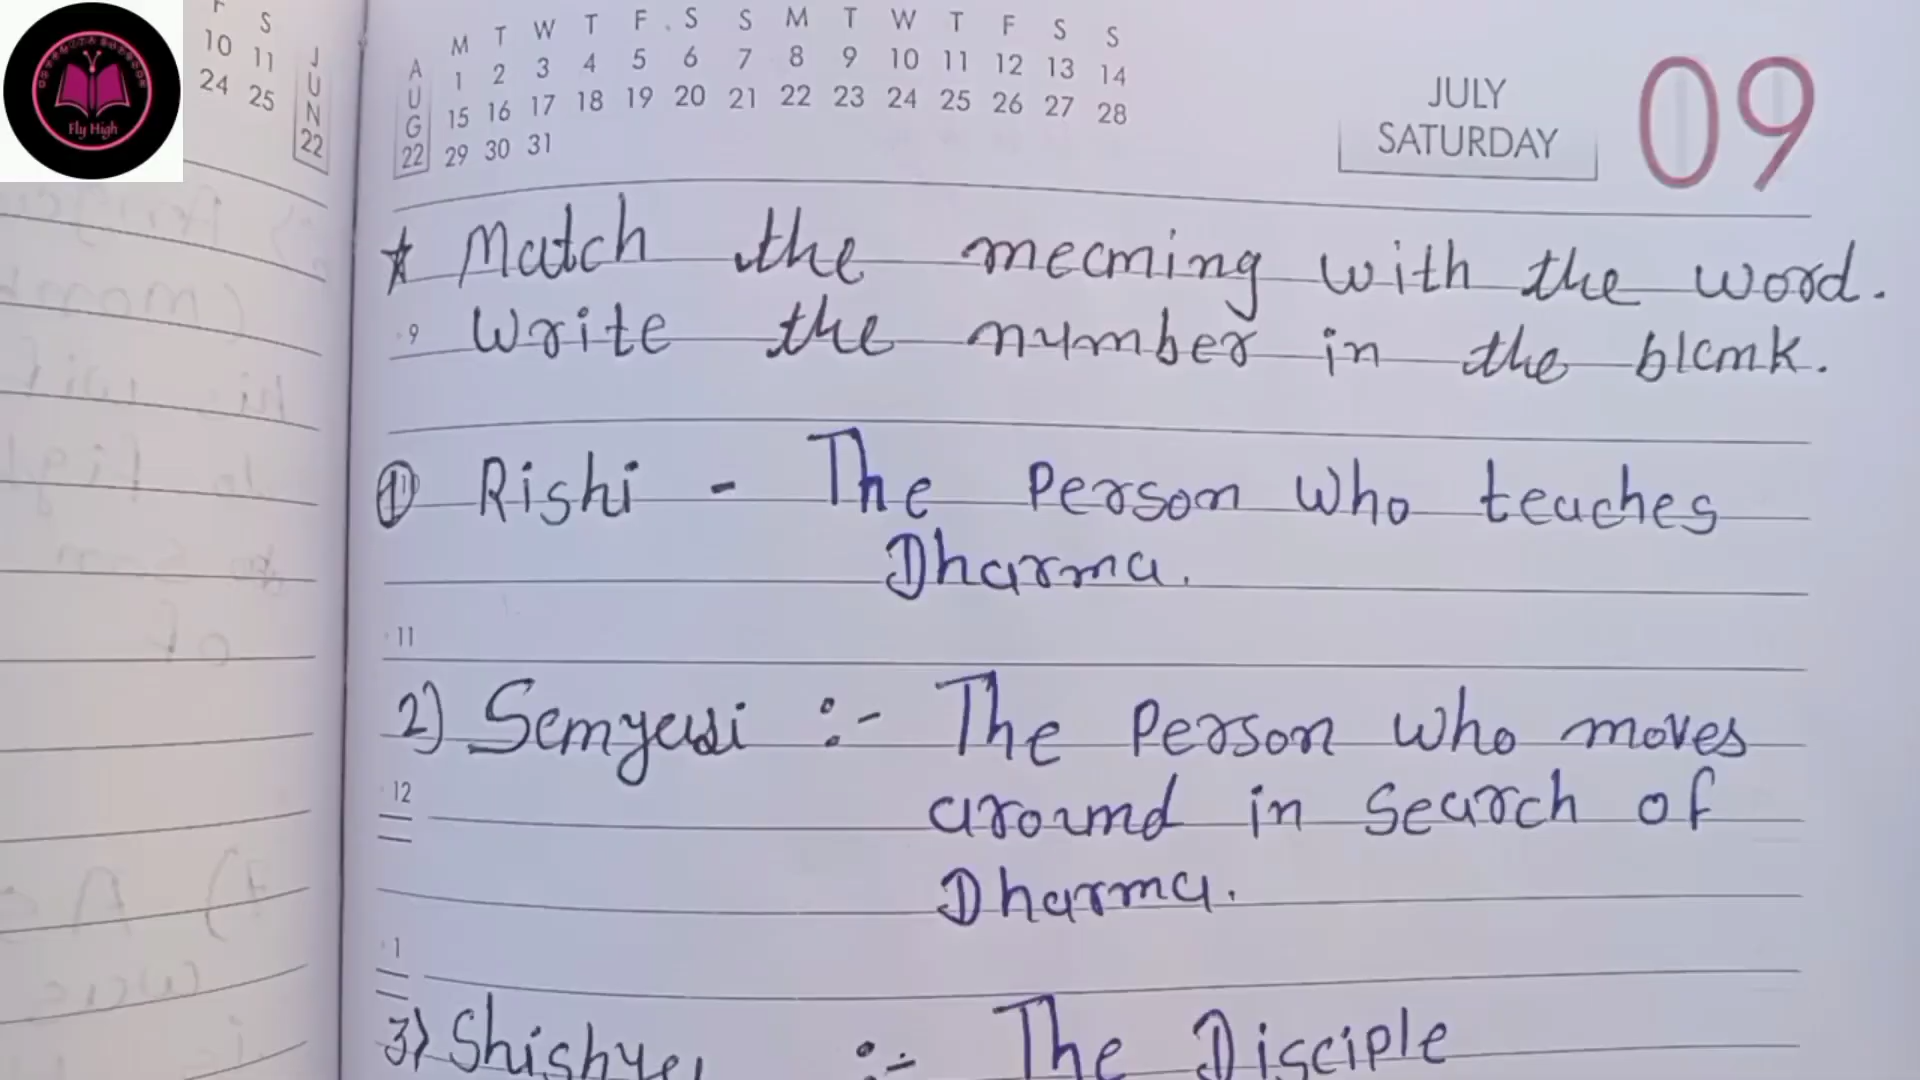 F S
10 11
24 25
JUN 22
Fly High
AUG 22
M T W T F S S M T W T F S S
1 2 3 4 5 6 7 8 9 10 11 12 13 14
15 16 17 18 19 20 21 22 23 24 25 26 27 28
29 30 31
JULY
SATURDAY
09
* Match the meaning with the word.
9 Write the number in the blank.
1) Rishi - The Person who teaches
Dharma.
11
2) Sanyasi :- The Person who moves
12 around in search of
Dharma.
1
3) Shishya :- The Disciple